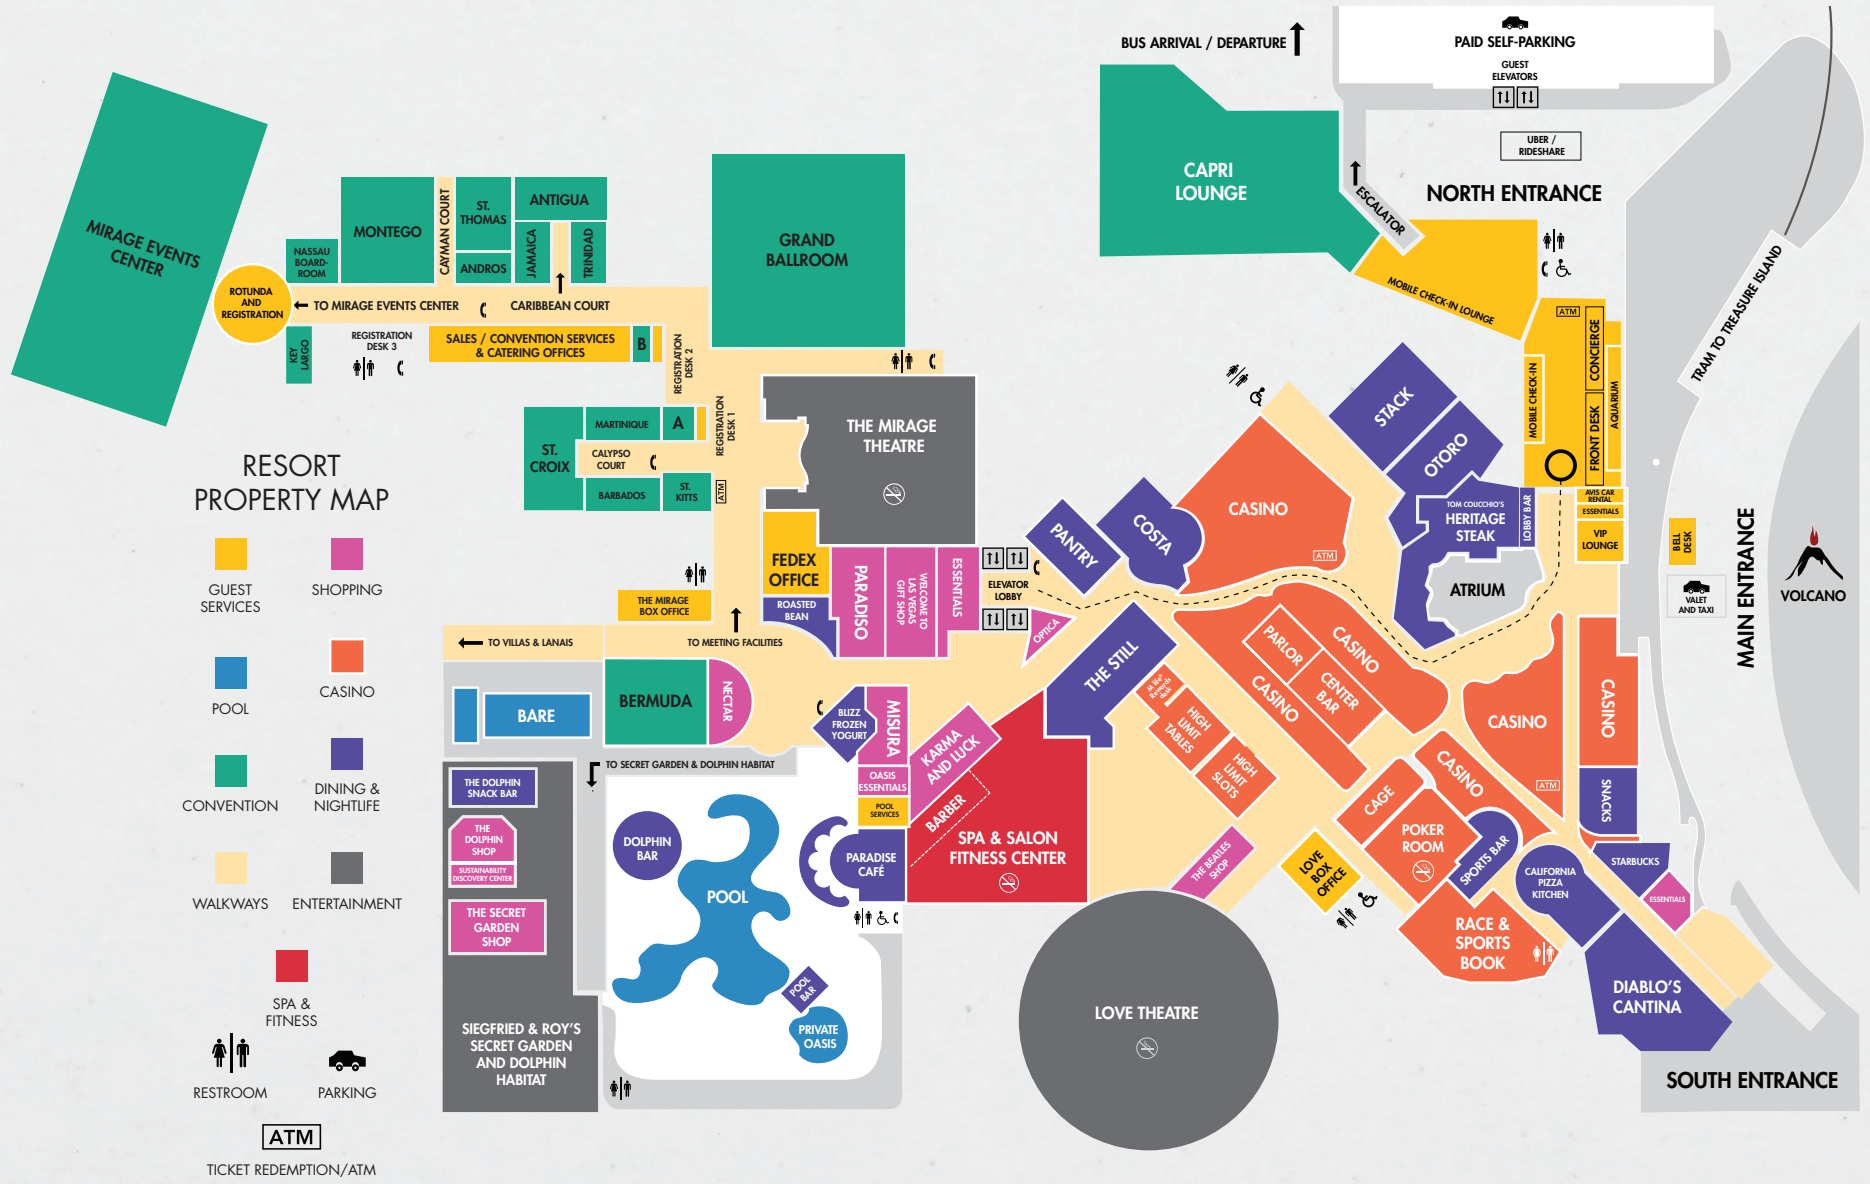 BUS ARRIVAL / DEPARTURE
PAID SELF-PARKING
GUEST
ELEVATORS
UBER /
RIDESHARE
NORTH ENTRANCE
ESCALATOR
CAPRI
LOUNGE
MOBILE CHECK-IN LOUNGE
TRAM TO TREASURE ISLAND
MIRAGE EVENTS
CENTER
ROTUNDA
AND
REGISTRATION
NASSAU
BOARD-
ROOM
MONTEGO
CAYMAN COURT
ST.
THOMAS
ANDROS
ANTIGUA
JAMAICA
TRINIDAD
GRAND
BALLROOM
TO MIRAGE EVENTS CENTER
CARIBBEAN COURT
KEY
LARGO
REGISTRATION
DESK 3
SALES / CONVENTION SERVICES
& CATERING OFFICES
B
REGISTRATION
DESK 2
REGISTRATION
DESK 1
ST.
CROIX
MARTINIQUE
A
CALYPSO
COURT
BARBADOS
ST.
KITTS
ATM
THE MIRAGE
THEATRE
FEDEX
OFFICE
ROASTED
BEAN
PARADISO
WELCOME TO
LAS VEGAS
GIFT SHOP
ESSENTIALS
ELEVATOR
LOBBY
OPTICA
THE MIRAGE
BOX OFFICE
TO VILLAS & LANAIS
TO MEETING FACILITIES
BARE
BERMUDA
NECTAR
BLIZZ
FROZEN
YOGURT
MISURA
OASIS
ESSENTIALS
POOL
SERVICES
KARMA
AND LUCK
BARBER
SPA & SALON
FITNESS CENTER
TO SECRET GARDEN & DOLPHIN HABITAT
THE DOLPHIN
SNACK BAR
THE
DOLPHIN
SHOP
SUSTAINABILITY
DISCOVERY CENTER
THE SECRET
GARDEN
SHOP
SIEGFRIED & ROY'S
SECRET GARDEN
AND DOLPHIN
HABITAT
DOLPHIN
BAR
POOL
PARADISE
CAFÉ
POOL
BAR
PRIVATE
OASIS
PANTRY
COSTA
CASINO
ATM
STACK
OTORO
TOM COLICCHIO'S
HERITAGE
STEAK
LOBBY BAR
ATRIUM
ATM
MOBILE CHECK-IN
CONCIERGE
FRONT DESK
AQUARIUM
AVIS CAR
RENTAL
ESSENTIALS
VIP
LOUNGE
BELL
DESK
VALET
AND TAXI
MAIN ENTRANCE
VOLCANO
THE STILL
M life
Rewards
desk
HIGH
LIMIT
TABLES
HIGH
LIMIT
SLOTS
PARLOR
CASINO
CENTER
BAR
CASINO
CASINO
ATM
CASINO
SNACKS
CASINO
CAGE
POKER
ROOM
SPORTS BAR
RACE &
SPORTS
BOOK
CALIFORNIA
PIZZA
KITCHEN
STARBUCKS
ESSENTIALS
DIABLO'S
CANTINA
SOUTH ENTRANCE
THE BEATLES
SHOP
LOVE
BOX
OFFICE
LOVE THEATRE
RESORT
PROPERTY MAP
GUEST
SERVICES
SHOPPING
POOL
CASINO
CONVENTION
DINING &
NIGHTLIFE
WALKWAYS
ENTERTAINMENT
SPA &
FITNESS
RESTROOM
PARKING
ATM
TICKET REDEMPTION/ATM